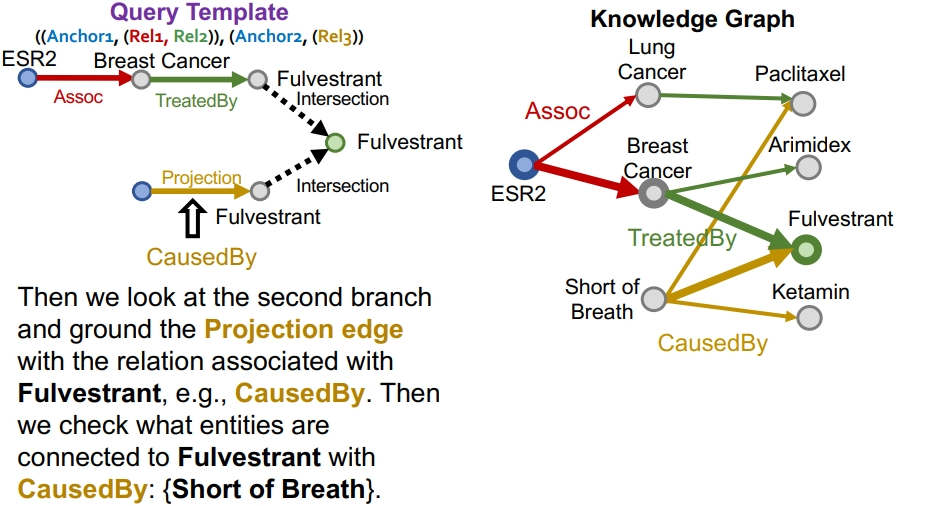 Query Template
((Anchor1, (Rel1, Rel2)), (Anchor2, (Rel3))
ESR2
Breast Cancer
Fulvestrant
Assoc
TreatedBy
Intersection
Fulvestrant
Projection
Intersection
Fulvestrant
CausedBy
Then we look at the second branch
and ground the Projection edge
with the relation associated with
Fulvestrant, e.g., CausedBy. Then
we check what entities are
connected to Fulvestrant with
CausedBy: {Short of Breath}.
Knowledge Graph
Lung
Cancer
Paclitaxel
Assoc
Breast
Cancer
Arimidex
ESR2
TreatedBy
Fulvestrant
Short of
Breath
Ketamin
CausedBy